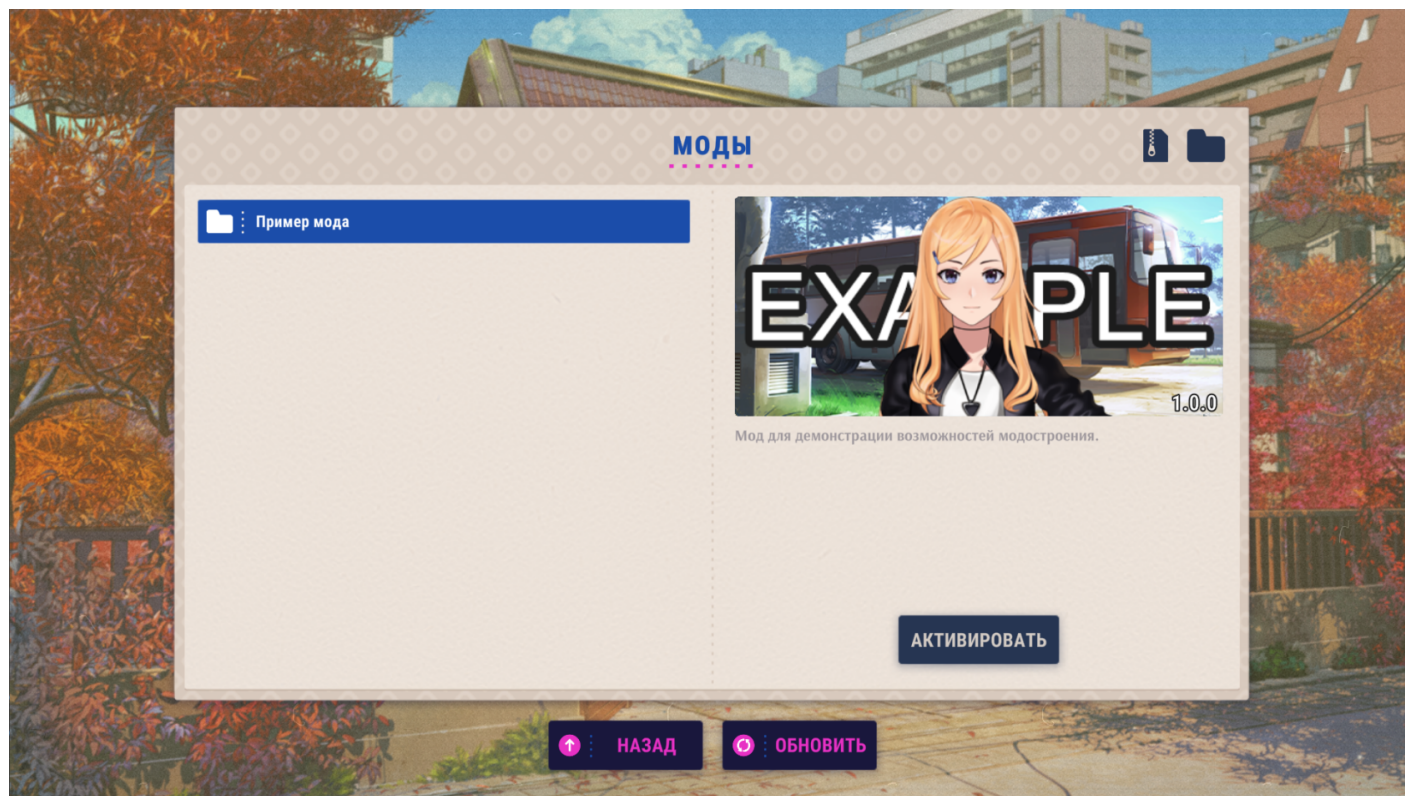 МОДЫ
Пример мода
EXAMPLE
1.0.0
Мод для демонстрации возможностей модостроения.
АКТИВИРОВАТЬ
НАЗАД
ОБНОВИТЬ